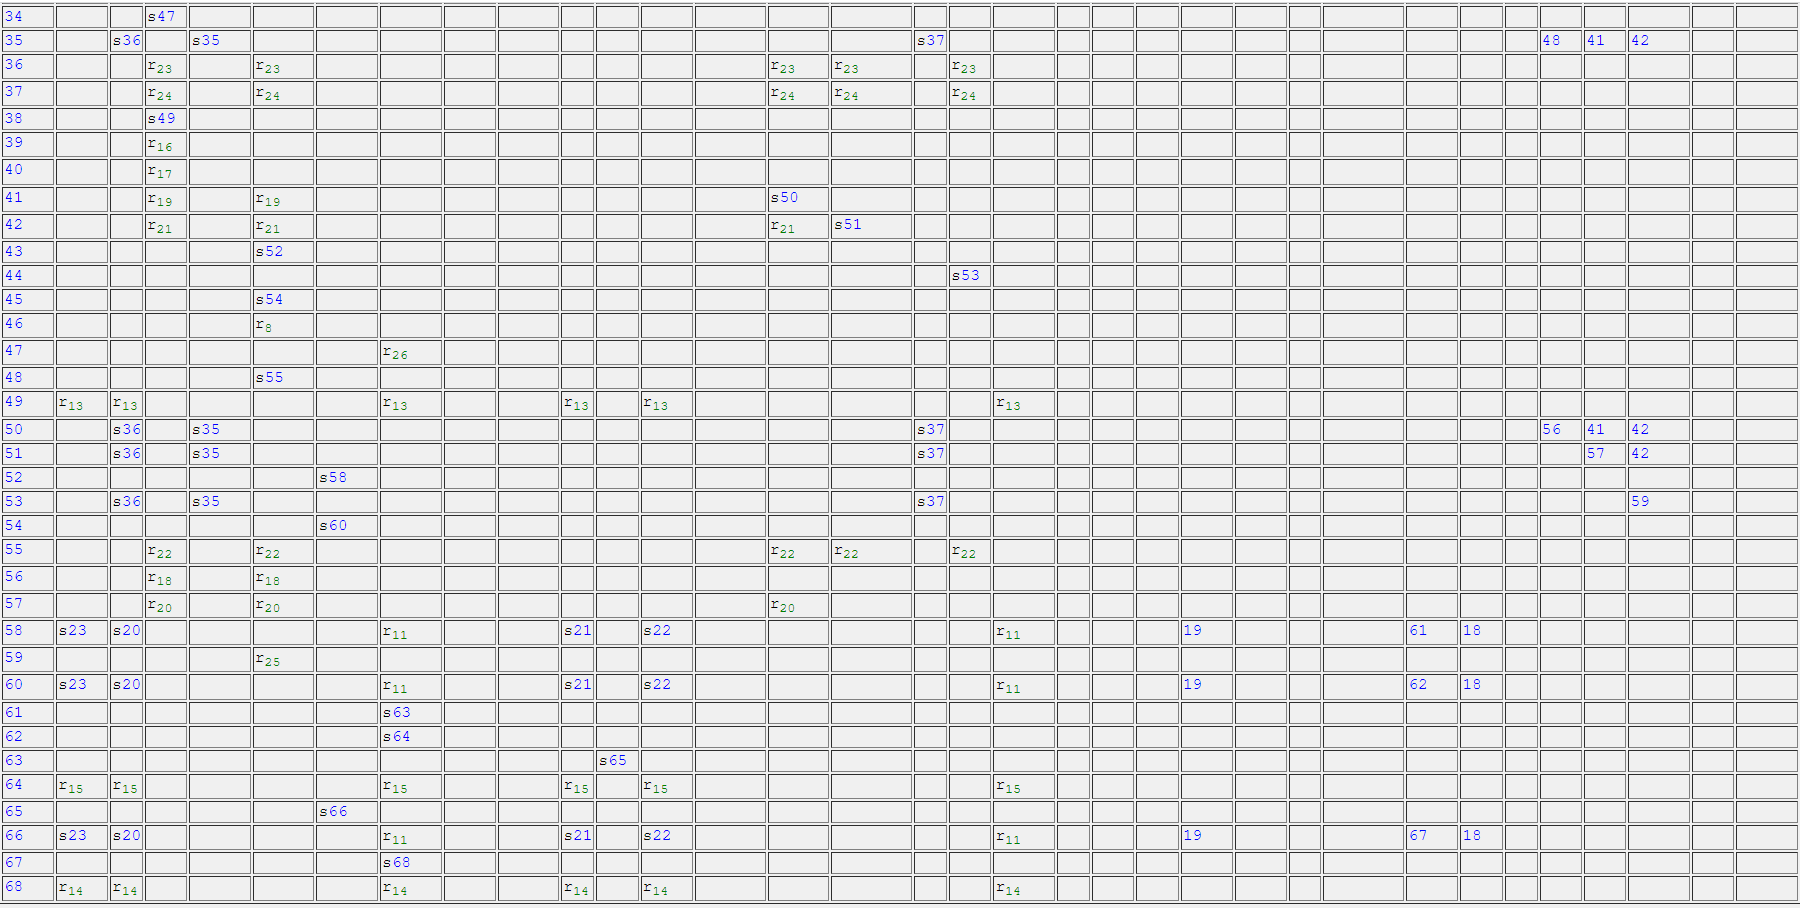 34 s47
35 s36 s35 s37 48 41 42
36 r23 r23 r23 r23 r23
37 r24 r24 r24 r24 r24
38 s49
39 r16
40 r17
41 r19 r19 s50
42 r21 r21 r21 s51
43 s52
44 s53
45 s54
46 r8
47 r26
48 s55
49 r13 r13 r13 r13 r13 r13
50 s36 s35 s37 56 41 42
51 s36 s35 s37 57 42
52 s58
53 s36 s35 s37 59
54 s60
55 r22 r22 r22 r22 r22
56 r18 r18
57 r20 r20 r20
58 s23 s20 r11 s21 s22 r11 19 61 18
59 r25
60 s23 s20 r11 s21 s22 r11 19 62 18
61 s63
62 s64
63 s65
64 r15 r15 r15 r15 r15 r15
65 s66
66 s23 s20 r11 s21 s22 r11 19 67 18
67 s68
68 r14 r14 r14 r14 r14 r14